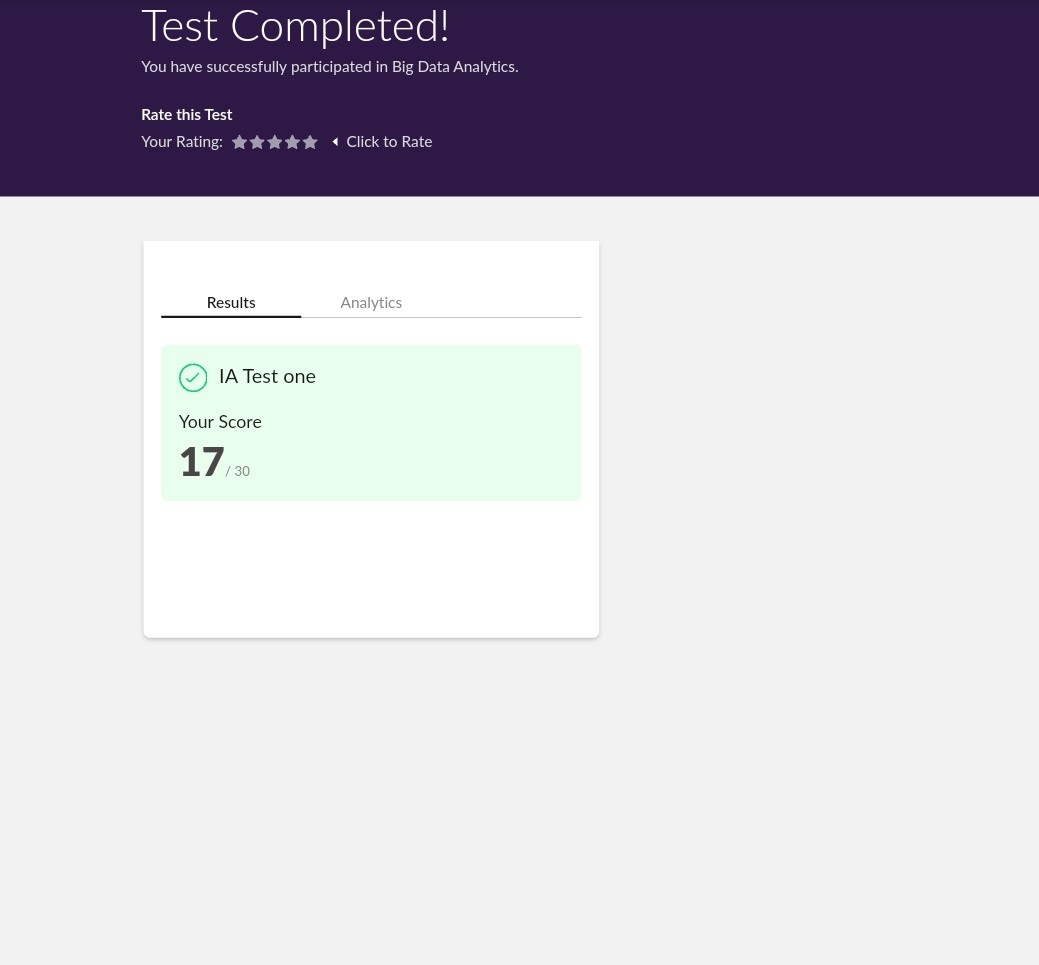 Test Completed!
You have successfully participated in Big Data Analytics.
Rate this Test
Your Rating: Click to Rate
Results Analytics
IA Test one
Your Score
17 / 30